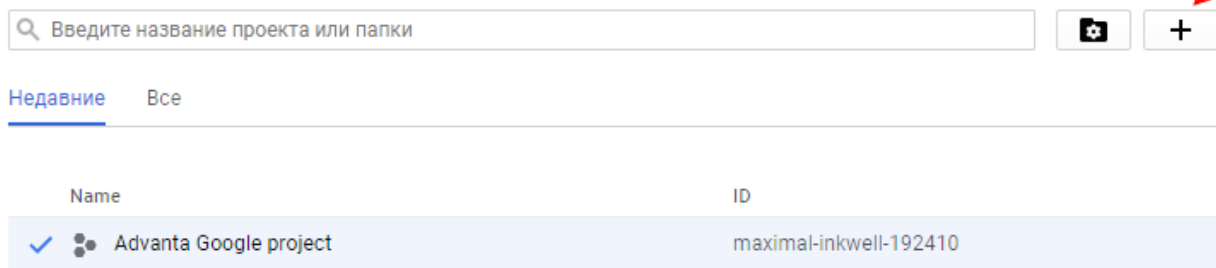 Введите название проекта или папки
Недавние Все
Name ID
Advanta Google project maximal-inkwell-192410